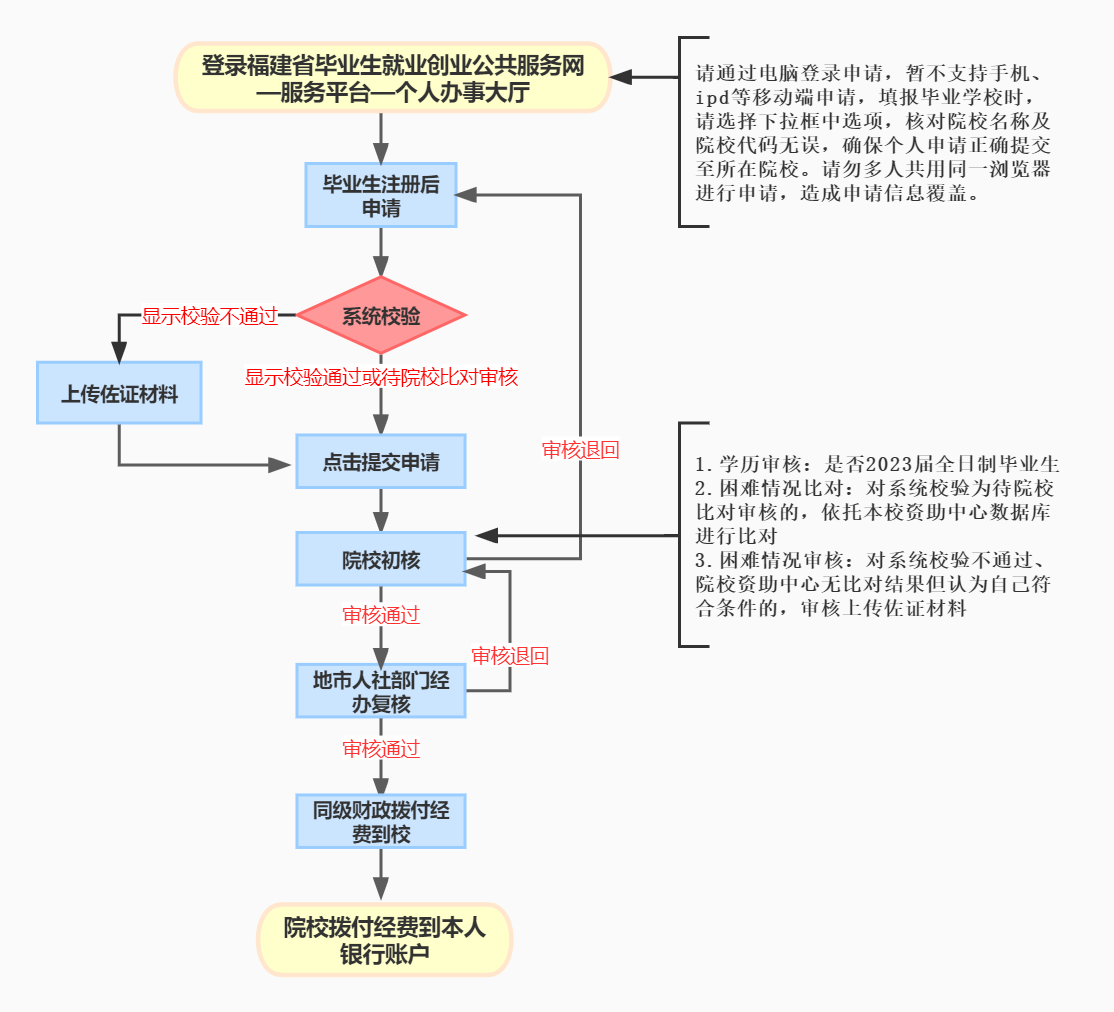 登录福建省毕业生就业创业公共服务网
—服务平台—个人办事大厅
请通过电脑登录申请，暂不支持手机、
ipd等移动端申请，填报毕业学校时，
请选择下拉框中选项，核对院校名称及
院校代码无误，确保个人申请正确提交
至所在院校。请勿多人共用同一浏览器
进行申请，造成申请信息覆盖。
毕业生注册后
申请
系统校验
显示校验不通过
显示校验通过或待院校比对审核
上传佐证材料
点击提交申请
审核退回
1.学历审核：是否2023届全日制毕业生
2.困难情况比对：对系统校验为待院校
比对审核的，依托本校资助中心数据库
进行比对
3.困难情况审核：对系统校验不通过、
院校资助中心无比对结果但认为自己符
合条件的，审核上传佐证材料
院校初核
审核通过
审核退回
地市人社部门经
办复核
审核通过
同级财政拨付经
费到校
院校拨付经费到本人
银行账户